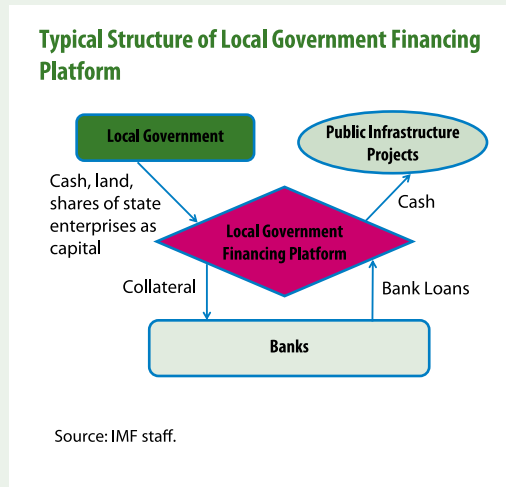 Typical Structure of Local Government Financing
Platform
Local Government
Public Infrastructure
Projects
Cash, land,
shares of state
enterprises as
capital
Cash
Local Government
Financing Platform
Collateral
Bank Loans
Banks
Source: IMF staff.